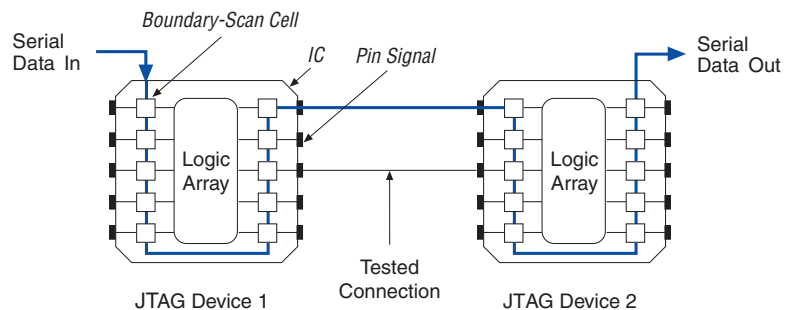 Boundary-Scan Cell
Serial
Data In
IC
Pin Signal
Serial
Data Out
Logic
Array
Logic
Array
Tested
Connection
JTAG Device 1
JTAG Device 2